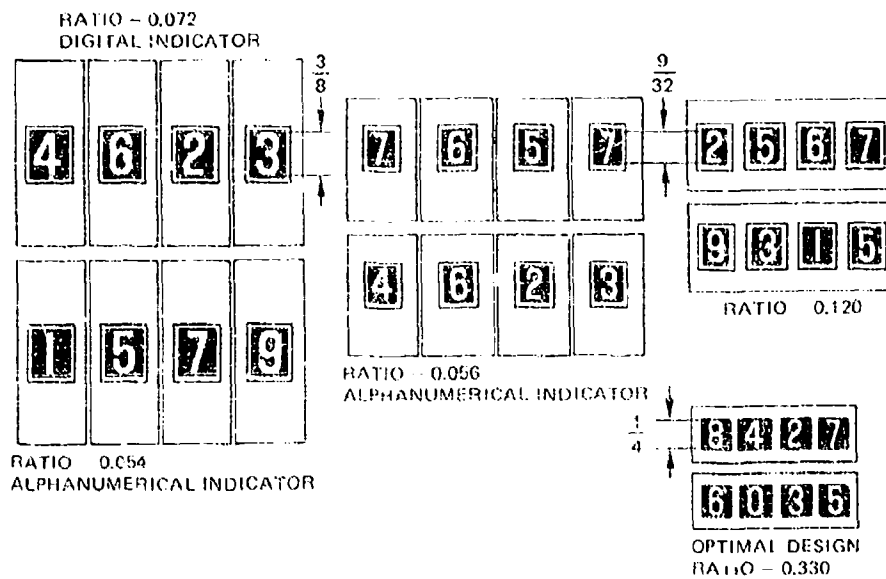 RATIO – 0.072
DIGITAL INDICATOR
3/8
4 6 2 3
1 5 7 9
RATIO 0.054
ALPHANUMERICAL INDICATOR
7 6 5 7
4 6 2 3
RATIO – 0.056
ALPHANUMERICAL INDICATOR
9/32
2 5 6 7
9 3 1 5
RATIO 0.120
1/4
8 4 2 7
6 0 3 5
OPTIMAL DESIGN
RATIO – 0.330